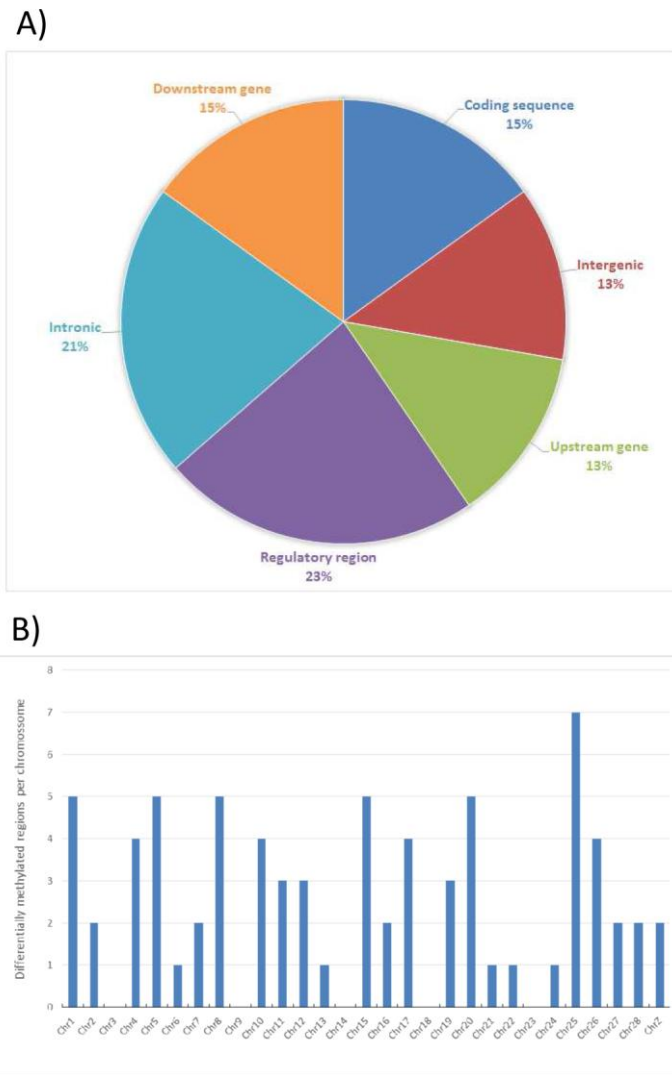 A)
Downstream gene
15%
Coding sequence
15%
Intergenic
13%
Intronic
21%
Upstream gene
13%
Regulatory region
23%
B)
Differentially methylated regions per chromossome
8
7
6
5
4
3
2
1
0
Chr1 Chr2 Chr3 Chr4 Chr5 Chr6 Chr7 Chr8 Chr9 Chr10 Chr11 Chr12 Chr13 Chr14 Chr15 Chr16 Chr17 Chr18 Chr19 Chr20 Chr21 Chr22 Chr23 Chr24 Chr25 Chr26 Chr27 Chr28 ChrZ